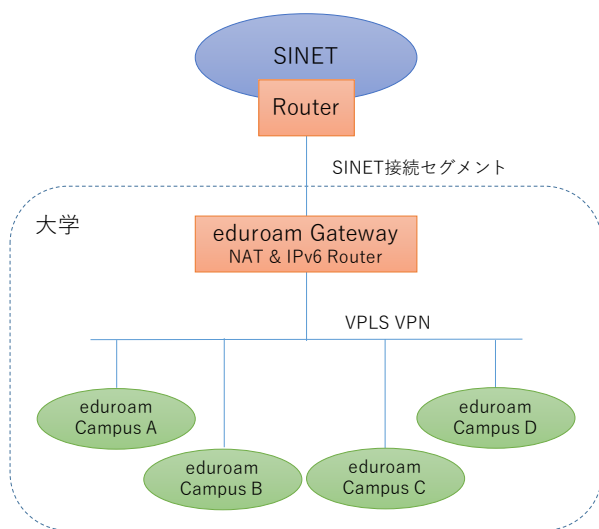 SINET
Router
SINET接続セグメント
大学
eduroam Gateway
NAT & IPv6 Router
VPLS VPN
eduroam
Campus A
eduroam
Campus B
eduroam
Campus C
eduroam
Campus D